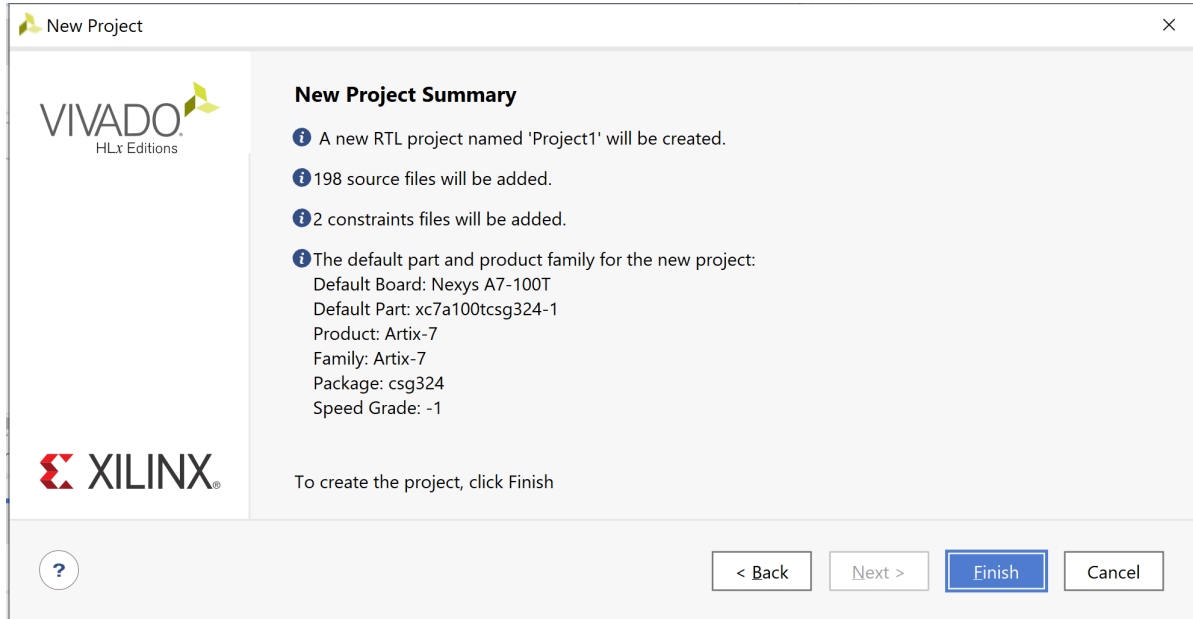 New Project
VIVADO.
HLx Editions
New Project Summary
A new RTL project named 'Project1' will be created.
198 source files will be added.
2 constraints files will be added.
The default part and product family for the new project:
Default Board: Nexys A7-100T
Default Part: xc7a100tcsg324-1
Product: Artix-7
Family: Artix-7
Package: csg324
Speed Grade: -1
XILINX®
To create the project, click Finish
?
< Back
Next >
Finish
Cancel